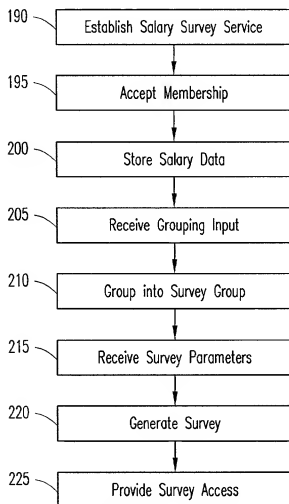 190
Establish Salary Survey Service
195
Accept Membership
200
Store Salary Data
205
Receive Grouping Input
210
Group into Survey Group
215
Receive Survey Parameters
220
Generate Survey
225
Provide Survey Access